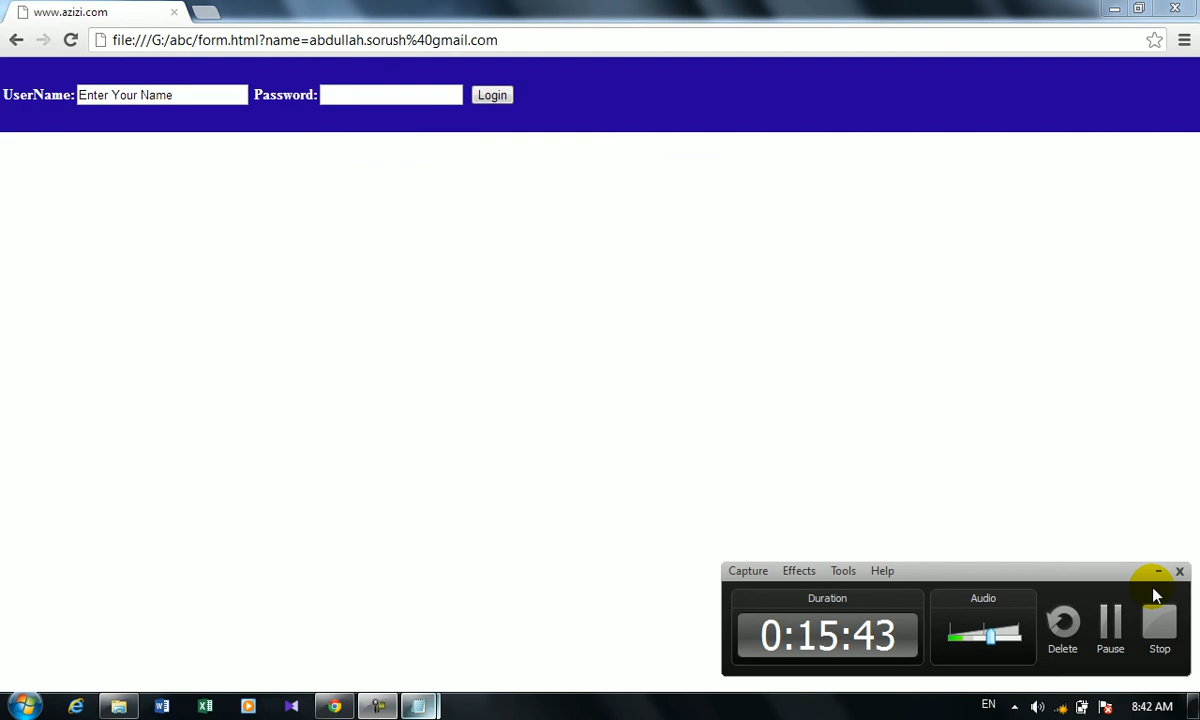 www.azizi.com
file:///G:/abc/form.html?name=abdullah.sorush%40gmail.com
UserName: Enter Your Name Password: Login
Capture Effects Tools Help
Duration Audio
0:15:43
Delete Pause Stop
EN 8:42 AM